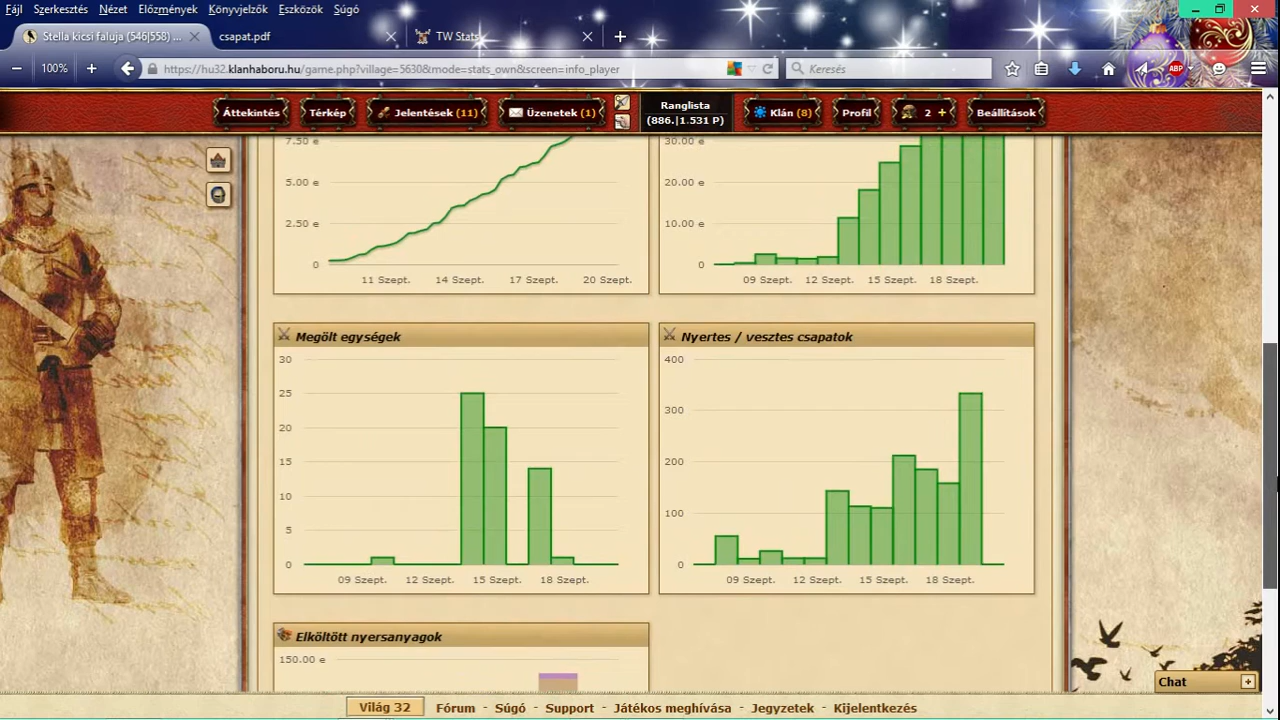 Fájl Szerkesztés Nézet Előzmények Könyvjelzők Eszközök Súgó
Stella kicsi faluja (546|558) ... csapat.pdf TW Stats
100% https://hu32.klanhaboru.hu/game.php?village=5630&mode=stats_own&screen=info_player Keresés ABP
Áttekintés Térkép Jelentések (11) Üzenetek (1) Ranglista (886.|1.531 P) Klán (8) Profil 2 + Beállítások
7.50 e
5.00 e
2.50 e
0
11 Szept. 14 Szept. 17 Szept. 20 Szept.
30.00 e
20.00 e
10.00 e
0
09 Szept. 12 Szept. 15 Szept. 18 Szept.
Megölt egységek
30
25
20
15
10
5
0
09 Szept. 12 Szept. 15 Szept. 18 Szept.
Nyertes / vesztes csapatok
400
300
200
100
0
09 Szept. 12 Szept. 15 Szept. 18 Szept.
Elköltött nyersanyagok
150.00 e
Chat
Világ 32 Fórum - Súgó - Support - Játékos meghívása - Jegyzetek - Kijelentkezés